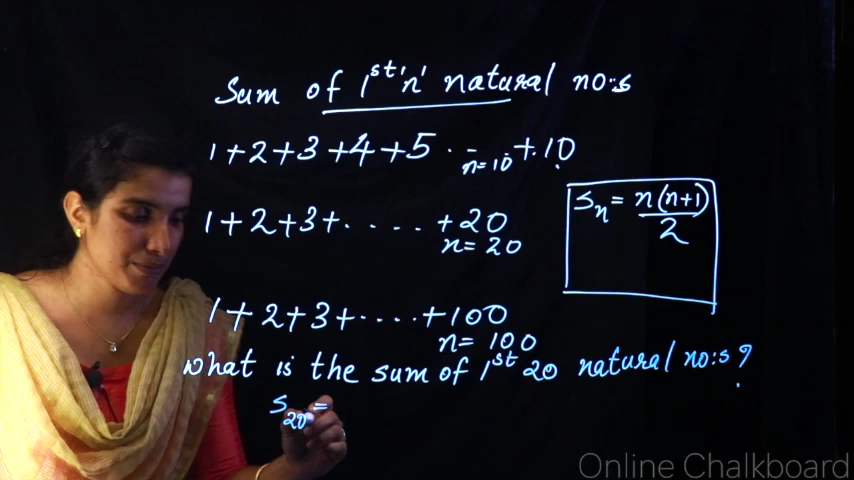 Sum of 1st 'n' natural no:s
1+2+3+4+5 ..... +10
n=10
1+2+3+..... +20
n=20
Sn = n(n+1)/2
1+2+3+.....+100
n=100
what is the sum of 1st 20 natural no:s ?
S20 =
Online Chalkboard